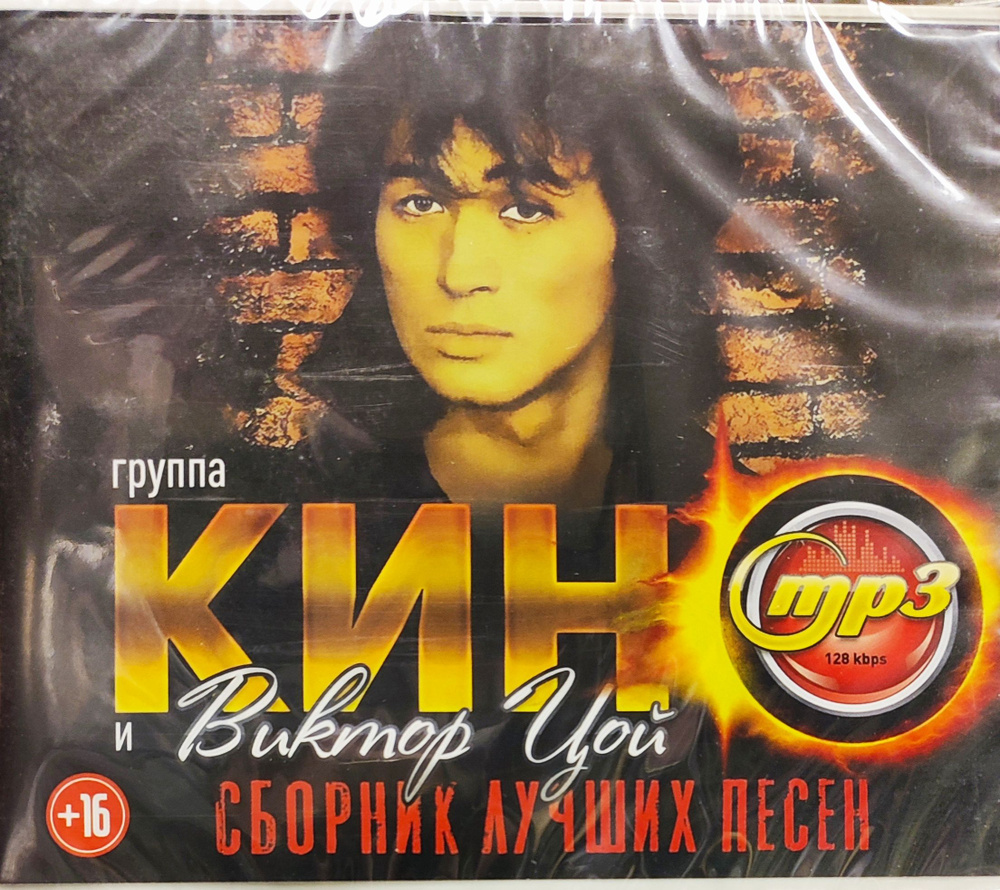 группа
КИНО
mp3
128 kbps
и Виктор Цой
+16
СБОРНИК ЛУЧШИХ ПЕСЕН